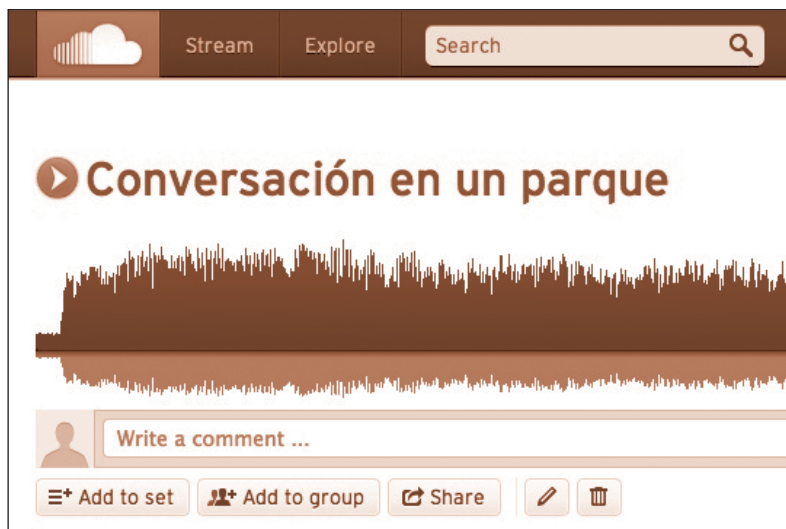 Stream Explore Search
Conversación en un parque
Write a comment ...
Add to set Add to group Share